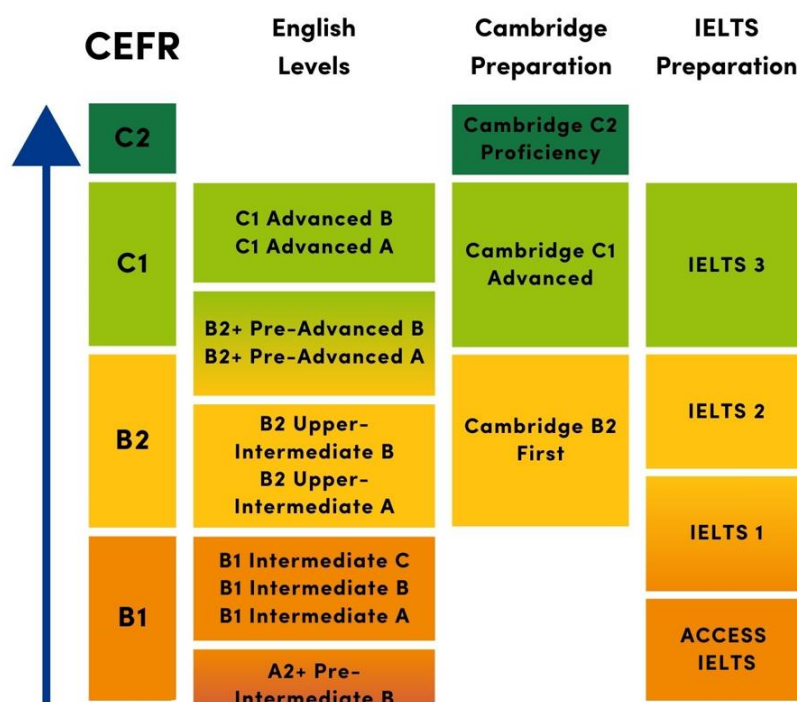 CEFR
English
Levels
Cambridge
Preparation
IELTS
Preparation
C2
Cambridge C2
Proficiency
C1
C1 Advanced B
C1 Advanced A
Cambridge C1
Advanced
IELTS 3
B2+ Pre-Advanced B
B2+ Pre-Advanced A
B2
B2 Upper-
Intermediate B
B2 Upper-
Intermediate A
Cambridge B2
First
IELTS 2
IELTS 1
B1
B1 Intermediate C
B1 Intermediate B
B1 Intermediate A
ACCESS
IELTS
A2+ Pre-
Intermediate B